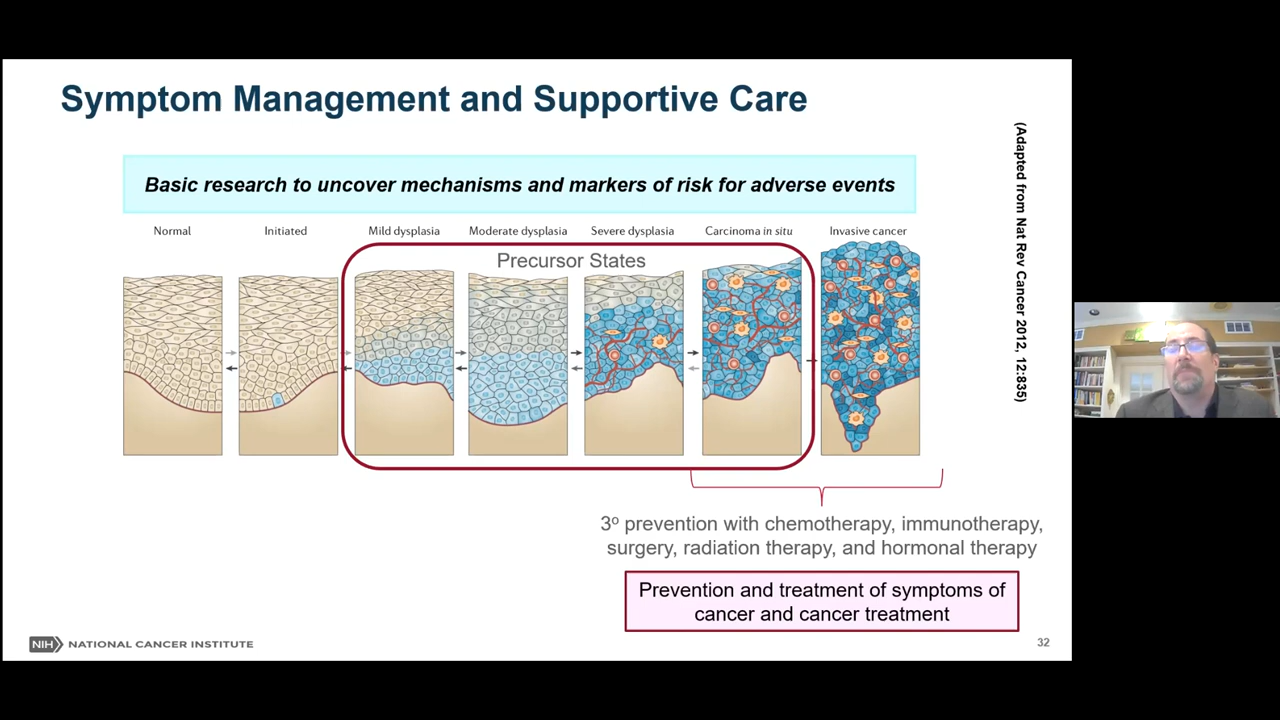 Symptom Management and Supportive Care
Basic research to uncover mechanisms and markers of risk for adverse events
Normal
Initiated
Mild dysplasia
Moderate dysplasia
Severe dysplasia
Carcinoma in situ
Invasive cancer
Precursor States
(Adapted from Nat Rev Cancer 2012, 12:835)
3º prevention with chemotherapy, immunotherapy,
surgery, radiation therapy, and hormonal therapy
Prevention and treatment of symptoms of
cancer and cancer treatment
NIH NATIONAL CANCER INSTITUTE
32